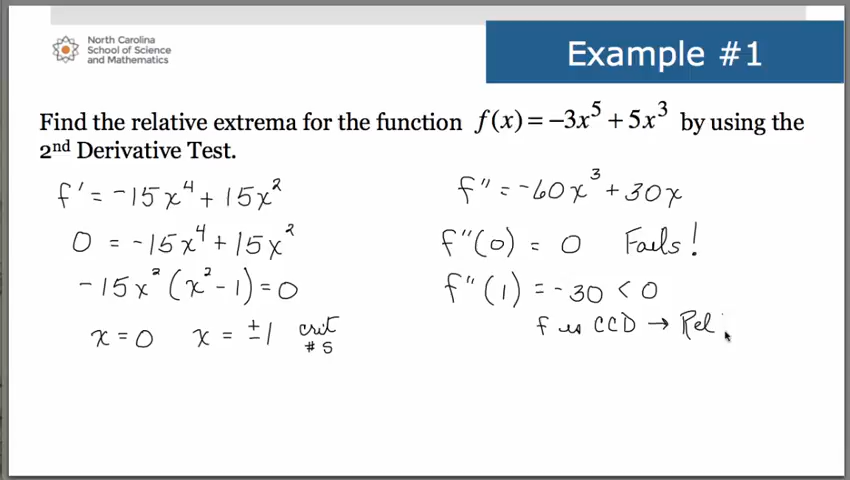 North Carolina
School of Science
and Mathematics
Example #1
Find the relative extrema for the function f(x) = −3x⁵ + 5x³ by using the
2nd Derivative Test.
f' = -15x⁴ + 15x²
0 = -15x⁴ + 15x²
-15x² (x² - 1) = 0
x = 0 x = ±1 crit
#s
f'' = -60x³ + 30x
f''(0) = 0 Fails!
f''(1) = -30 < 0
f is CCD → Rel